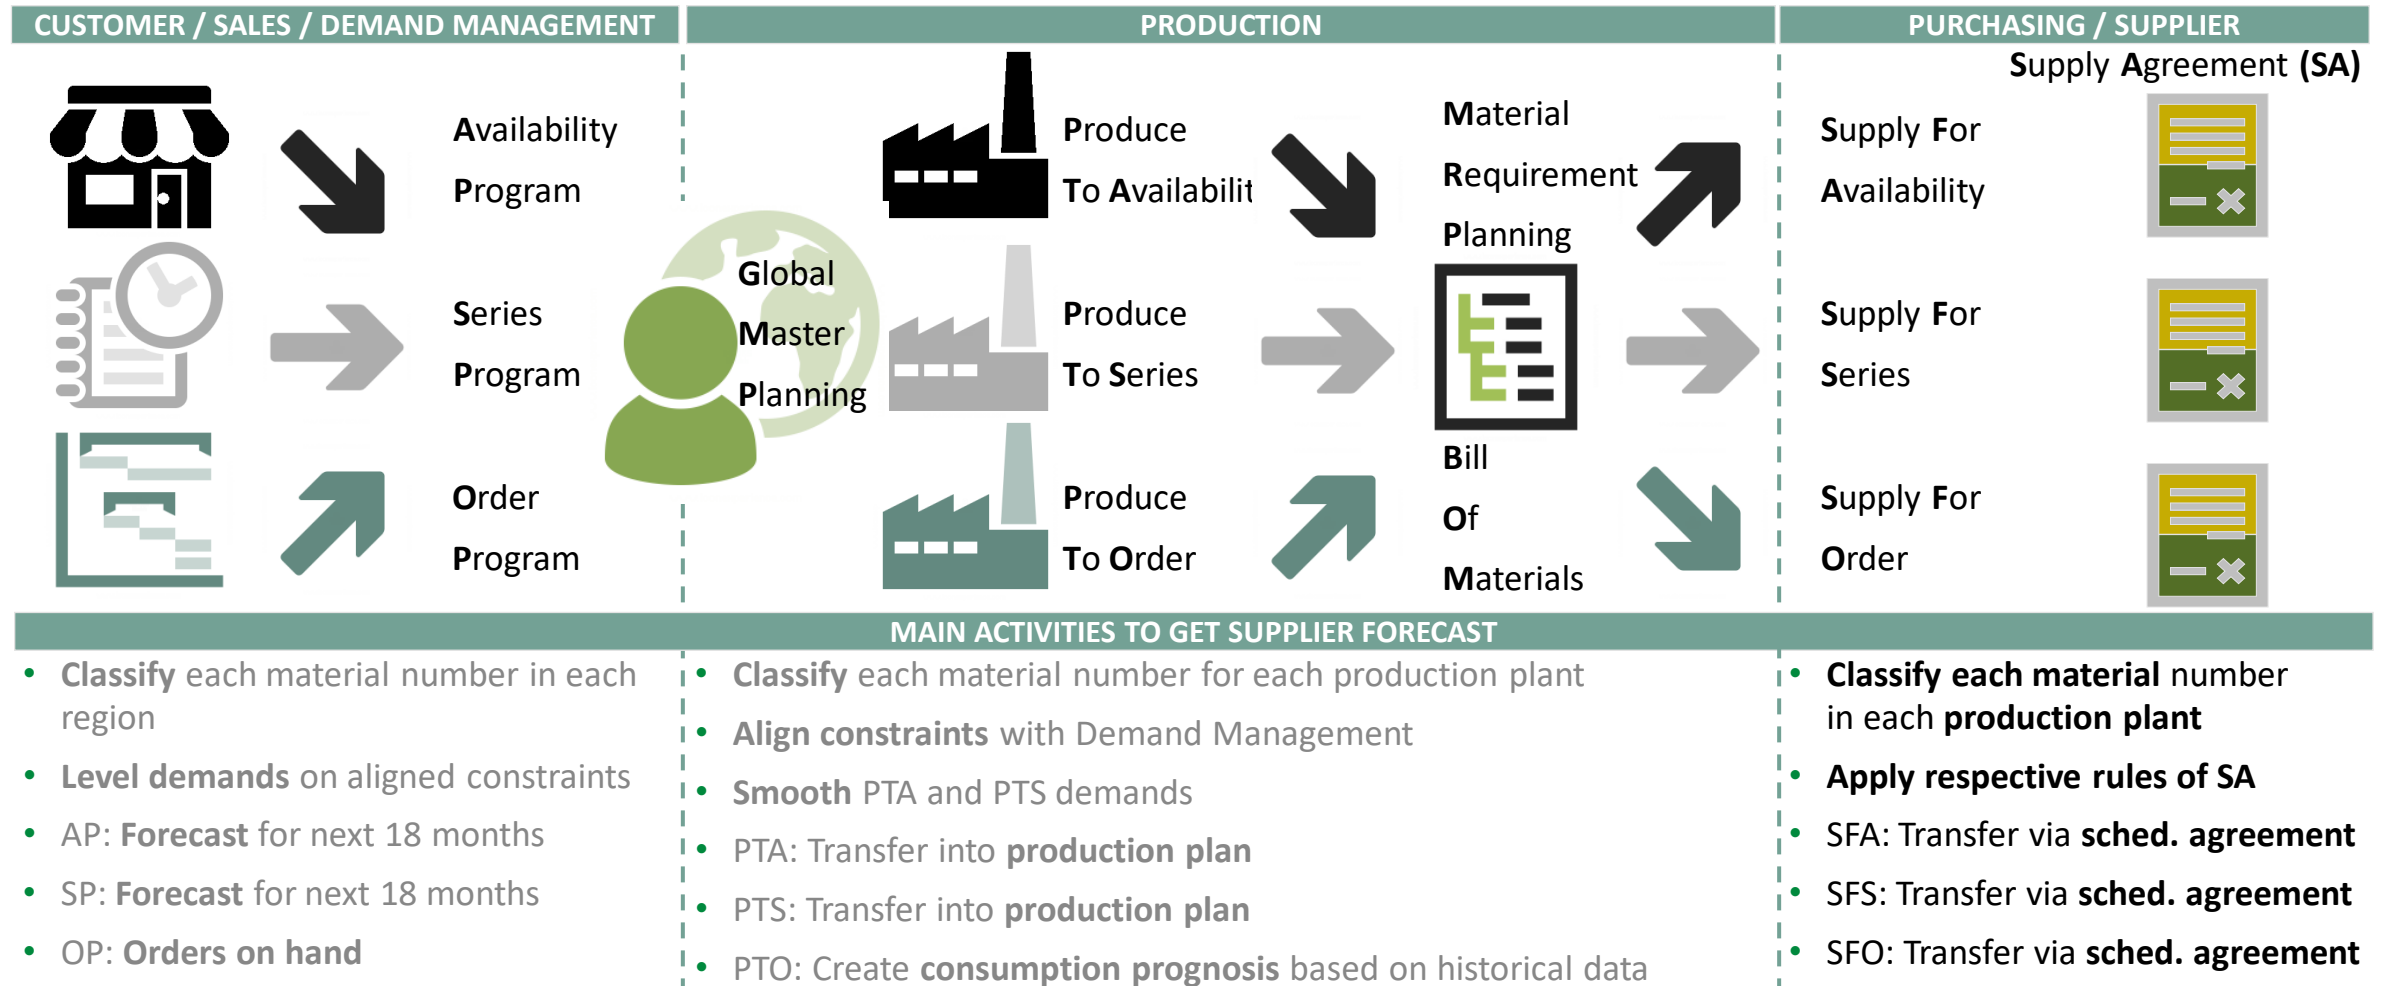 CUSTOMER / SALES / DEMAND MANAGEMENT
PRODUCTION
PURCHASING / SUPPLIER
Supply Agreement (SA)
Availability
Program
Series
Program
Order
Program
Global
Master
Planning
Produce
To Availabilit
Produce
To Series
Produce
To Order
Material
Requirement
Planning
Bill
Of
Materials
Supply For
Availability
Supply For
Series
Supply For
Order
MAIN ACTIVITIES TO GET SUPPLIER FORECAST
• Classify each material number in each
region
• Level demands on aligned constraints
• AP: Forecast for next 18 months
• SP: Forecast for next 18 months
• OP: Orders on hand
• Classify each material number for each production plant
• Align constraints with Demand Management
• Smooth PTA and PTS demands
• PTA: Transfer into production plan
• PTS: Transfer into production plan
• PTO: Create consumption prognosis based on historical data
• Classify each material number
in each production plant
• Apply respective rules of SA
• SFA: Transfer via sched. agreement
• SFS: Transfer via sched. agreement
• SFO: Transfer via sched. agreement